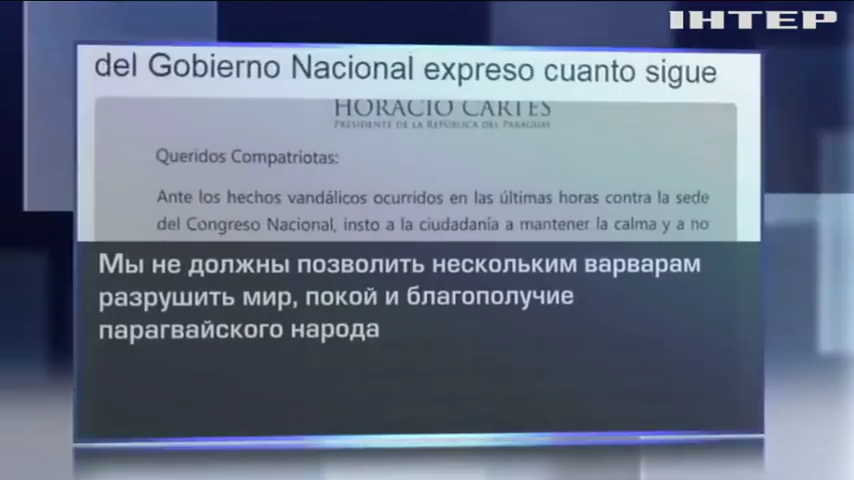 ІНТЕР
del Gobierno Nacional expreso cuanto sigue
HORACIO CARTES
PRESIDENTE DE LA REPÚBLICA DEL PARAGUAY
Queridos Compatriotas:
Ante los hechos vandálicos ocurridos en las últimas horas contra la sede
del Congreso Nacional, insto a la ciudadanía a mantener la calma y a no
Мы не должны позволить нескольким варварам
разрушить мир, покой и благополучие
парагвайского народа